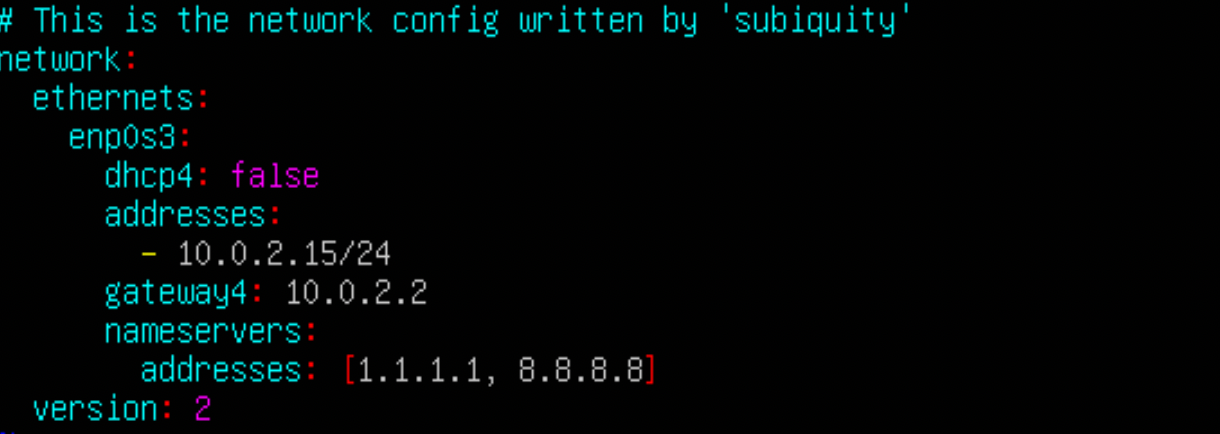 # This is the network config written by 'subiquity'
network:
  ethernets:
    enp0s3:
      dhcp4: false
      addresses:
        - 10.0.2.15/24
      gateway4: 10.0.2.2
      nameservers:
        addresses: [1.1.1.1, 8.8.8.8]
  version: 2